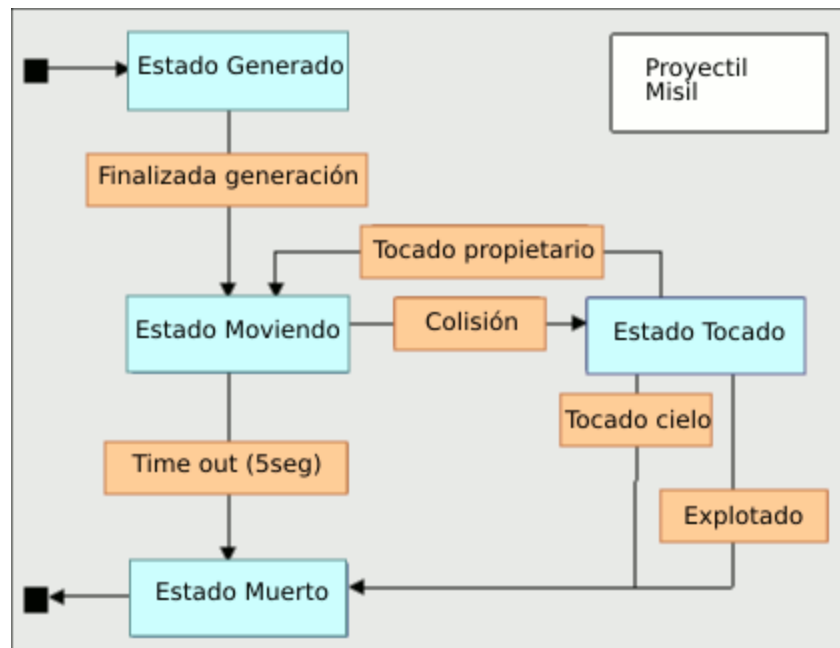 Estado Generado
Proyectil
Misil
Finalizada generación
Tocado propietario
Estado Moviendo
Colisión
Estado Tocado
Tocado cielo
Time out (5seg)
Explotado
Estado Muerto